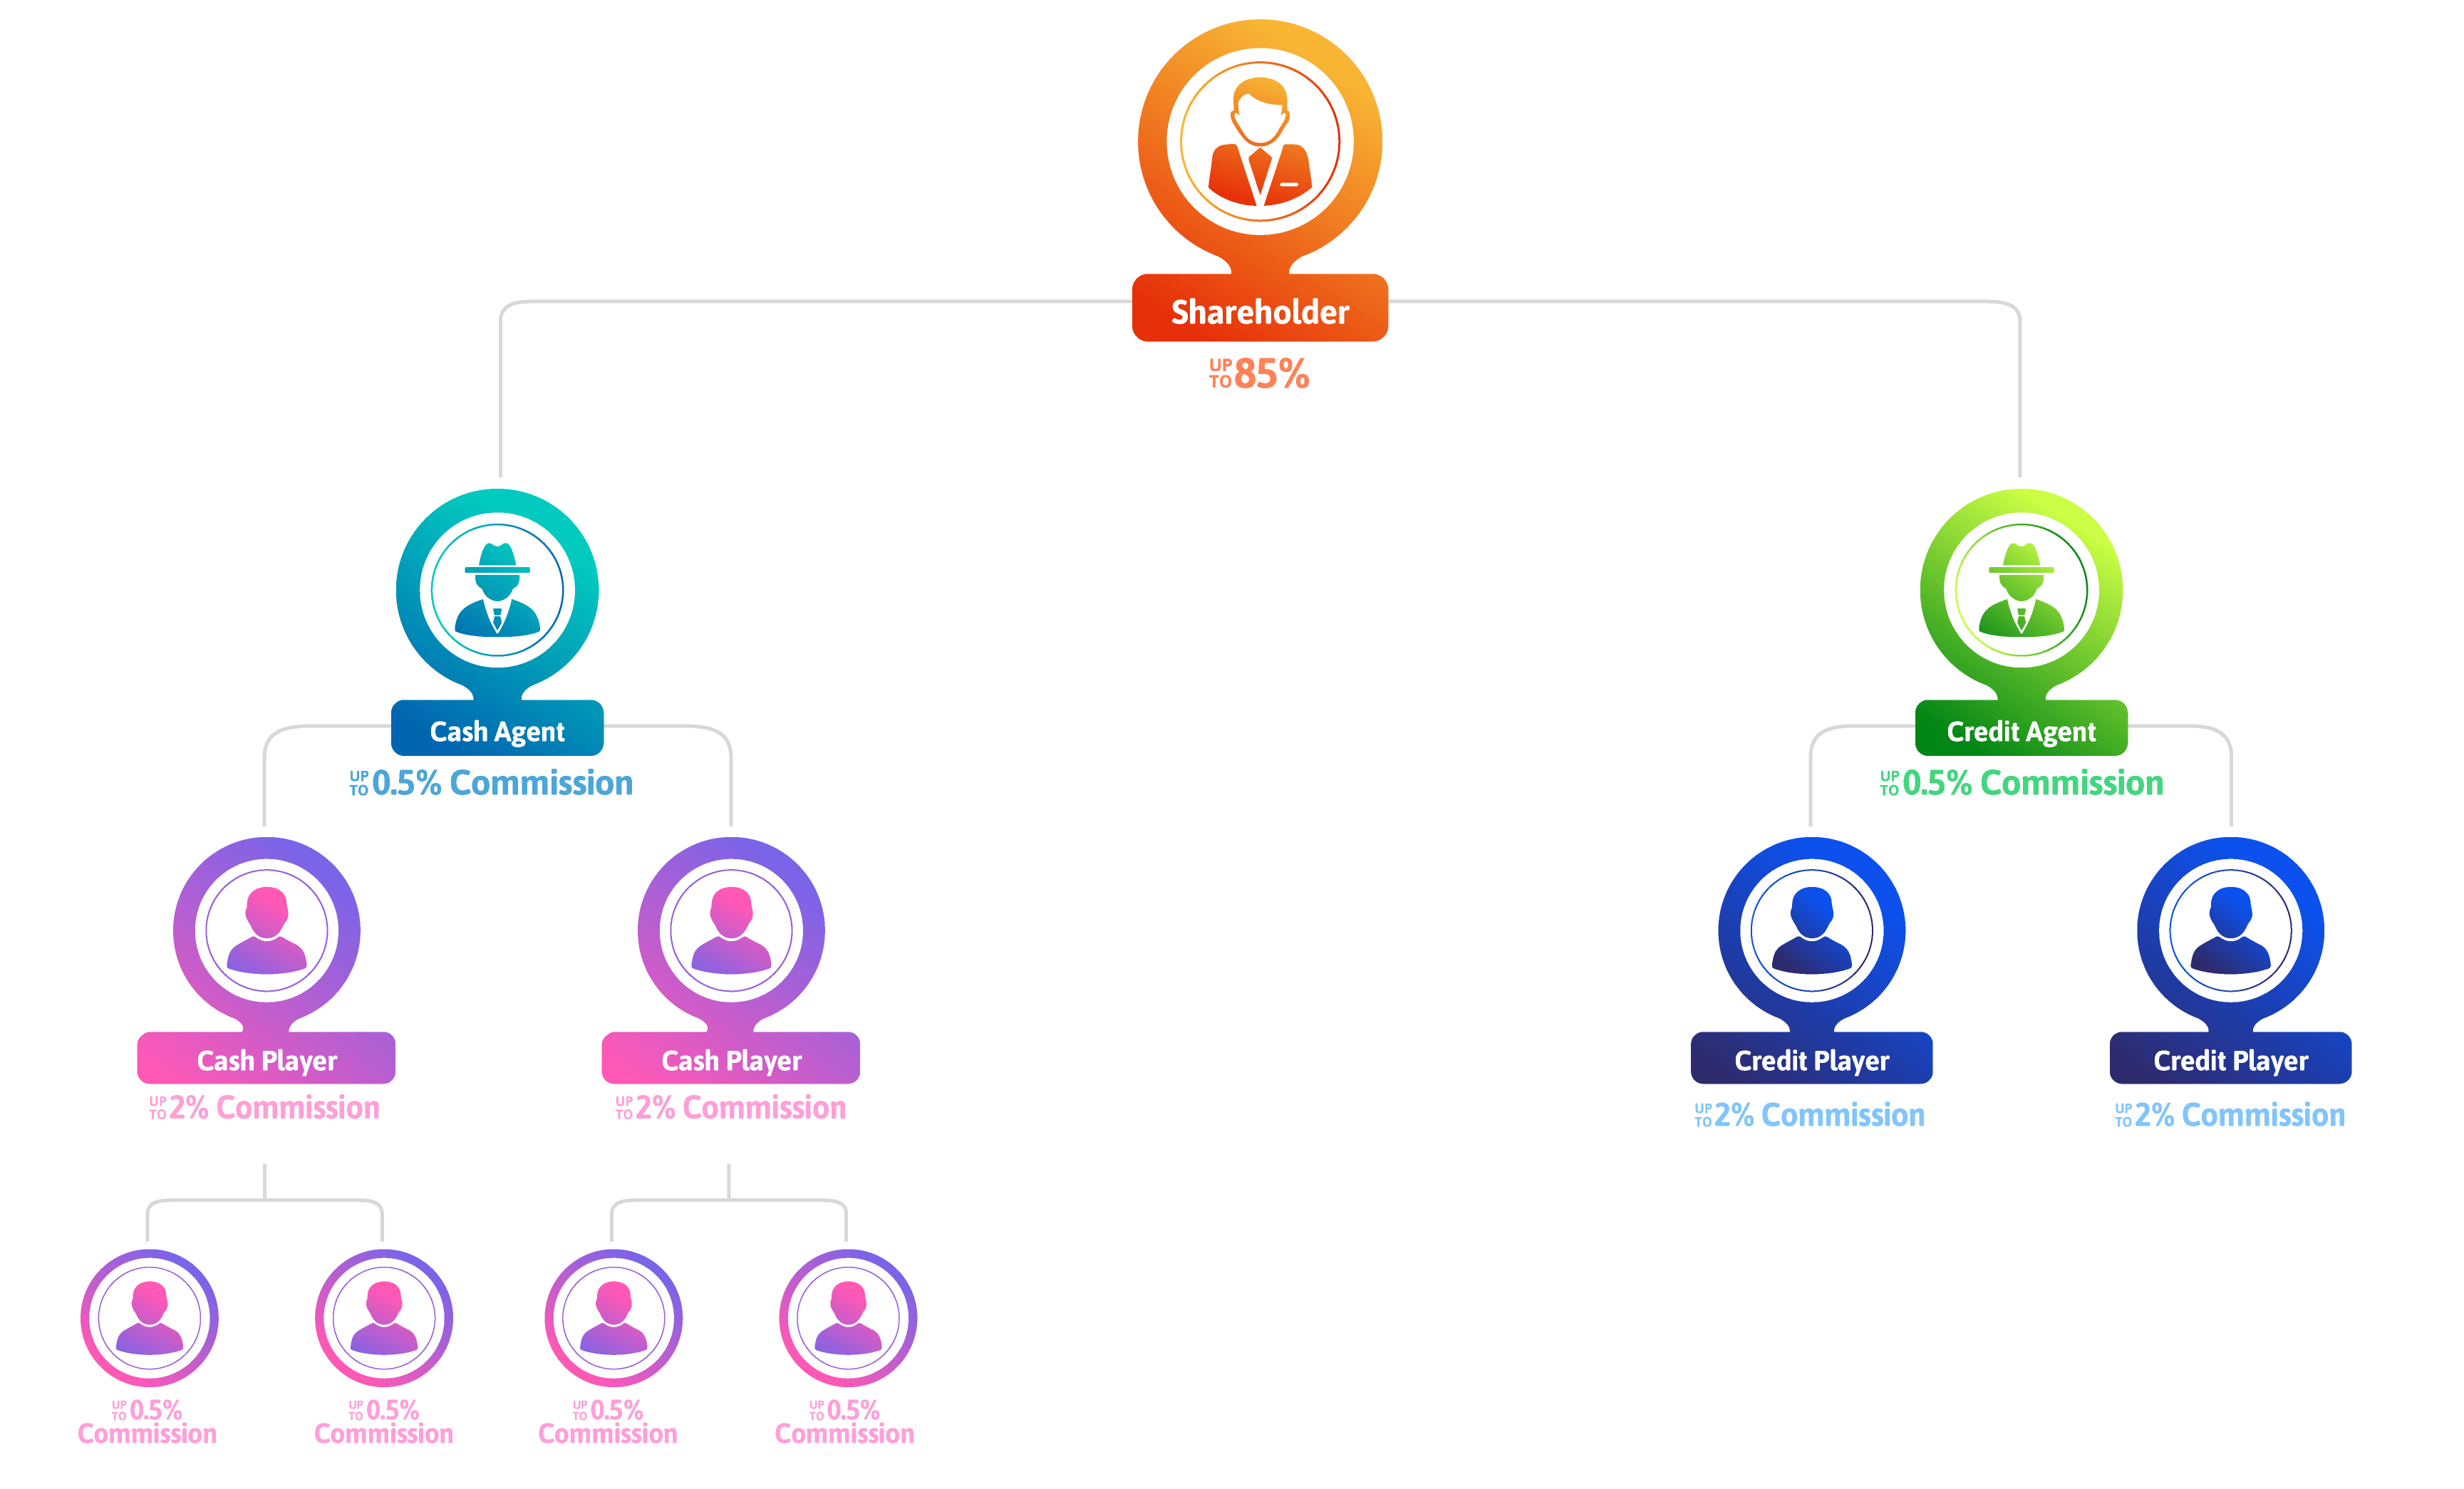 Shareholder
UP TO 85%
Cash Agent
UP TO 0.5% Commission
Credit Agent
UP TO 0.5% Commission
Cash Player
UP TO 2% Commission
Cash Player
UP TO 2% Commission
Credit Player
UP TO 2% Commission
Credit Player
UP TO 2% Commission
UP TO 0.5%
Commission
UP TO 0.5%
Commission
UP TO 0.5%
Commission
UP TO 0.5%
Commission